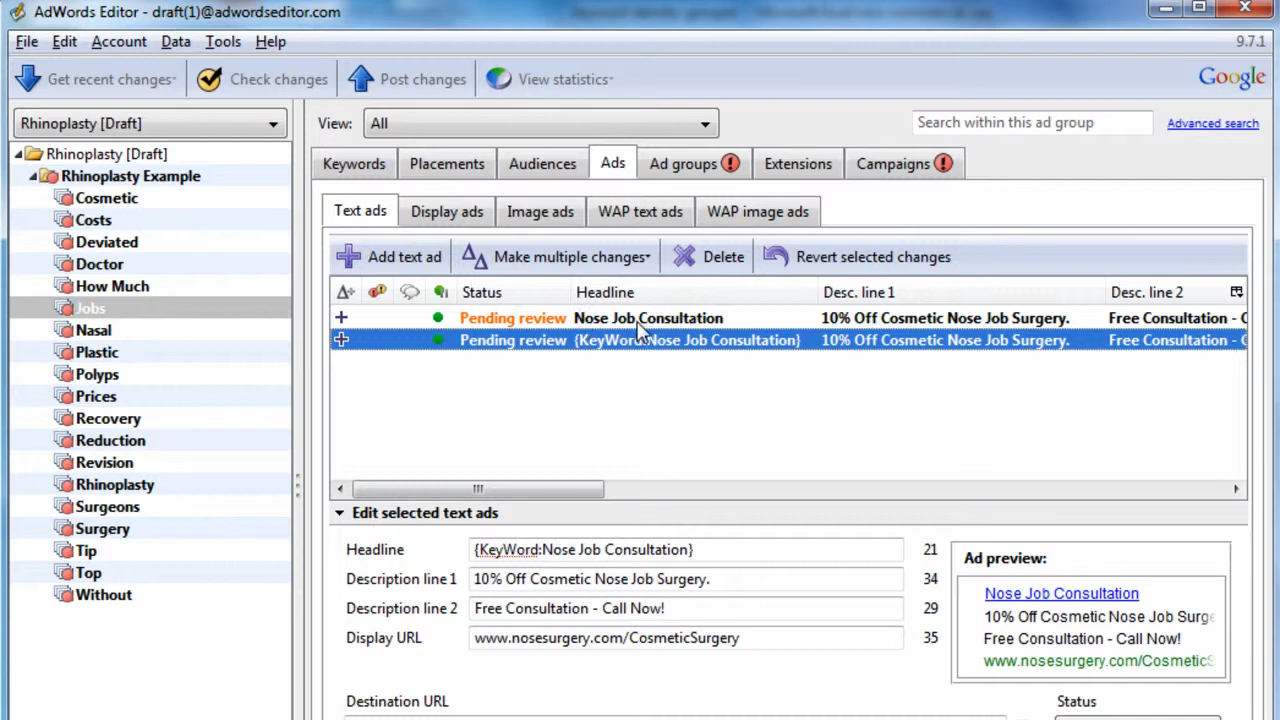 AdWords Editor - draft(1)@adwordseditor.com
File Edit Account Data Tools Help 9.7.1
Get recent changes Check changes Post changes View statistics Google
Rhinoplasty [Draft] View: All Search within this ad group Advanced search
Rhinoplasty [Draft]
Keywords Placements Audiences Ads Ad groups Extensions Campaigns
Rhinoplasty Example
Cosmetic
Costs
Deviated
Doctor
How Much
Jobs
Nasal
Plastic
Polyps
Prices
Recovery
Reduction
Revision
Rhinoplasty
Surgeons
Surgery
Tip
Top
Without
Text ads Display ads Image ads WAP text ads WAP image ads
Add text ad Make multiple changes Delete Revert selected changes
Status Headline Desc. line 1 Desc. line 2
Pending review Nose Job Consultation 10% Off Cosmetic Nose Job Surgery. Free Consultation - C
Pending review {KeyWord:Nose Job Consultation} 10% Off Cosmetic Nose Job Surgery. Free Consultation - C
Edit selected text ads
Headline {KeyWord:Nose Job Consultation} 21
Description line 1 10% Off Cosmetic Nose Job Surgery. 34
Description line 2 Free Consultation - Call Now! 29
Display URL www.nosesurgery.com/CosmeticSurgery 35
Ad preview:
Nose Job Consultation
10% Off Cosmetic Nose Job Surge
Free Consultation - Call Now!
www.nosesurgery.com/CosmeticS
Destination URL Status